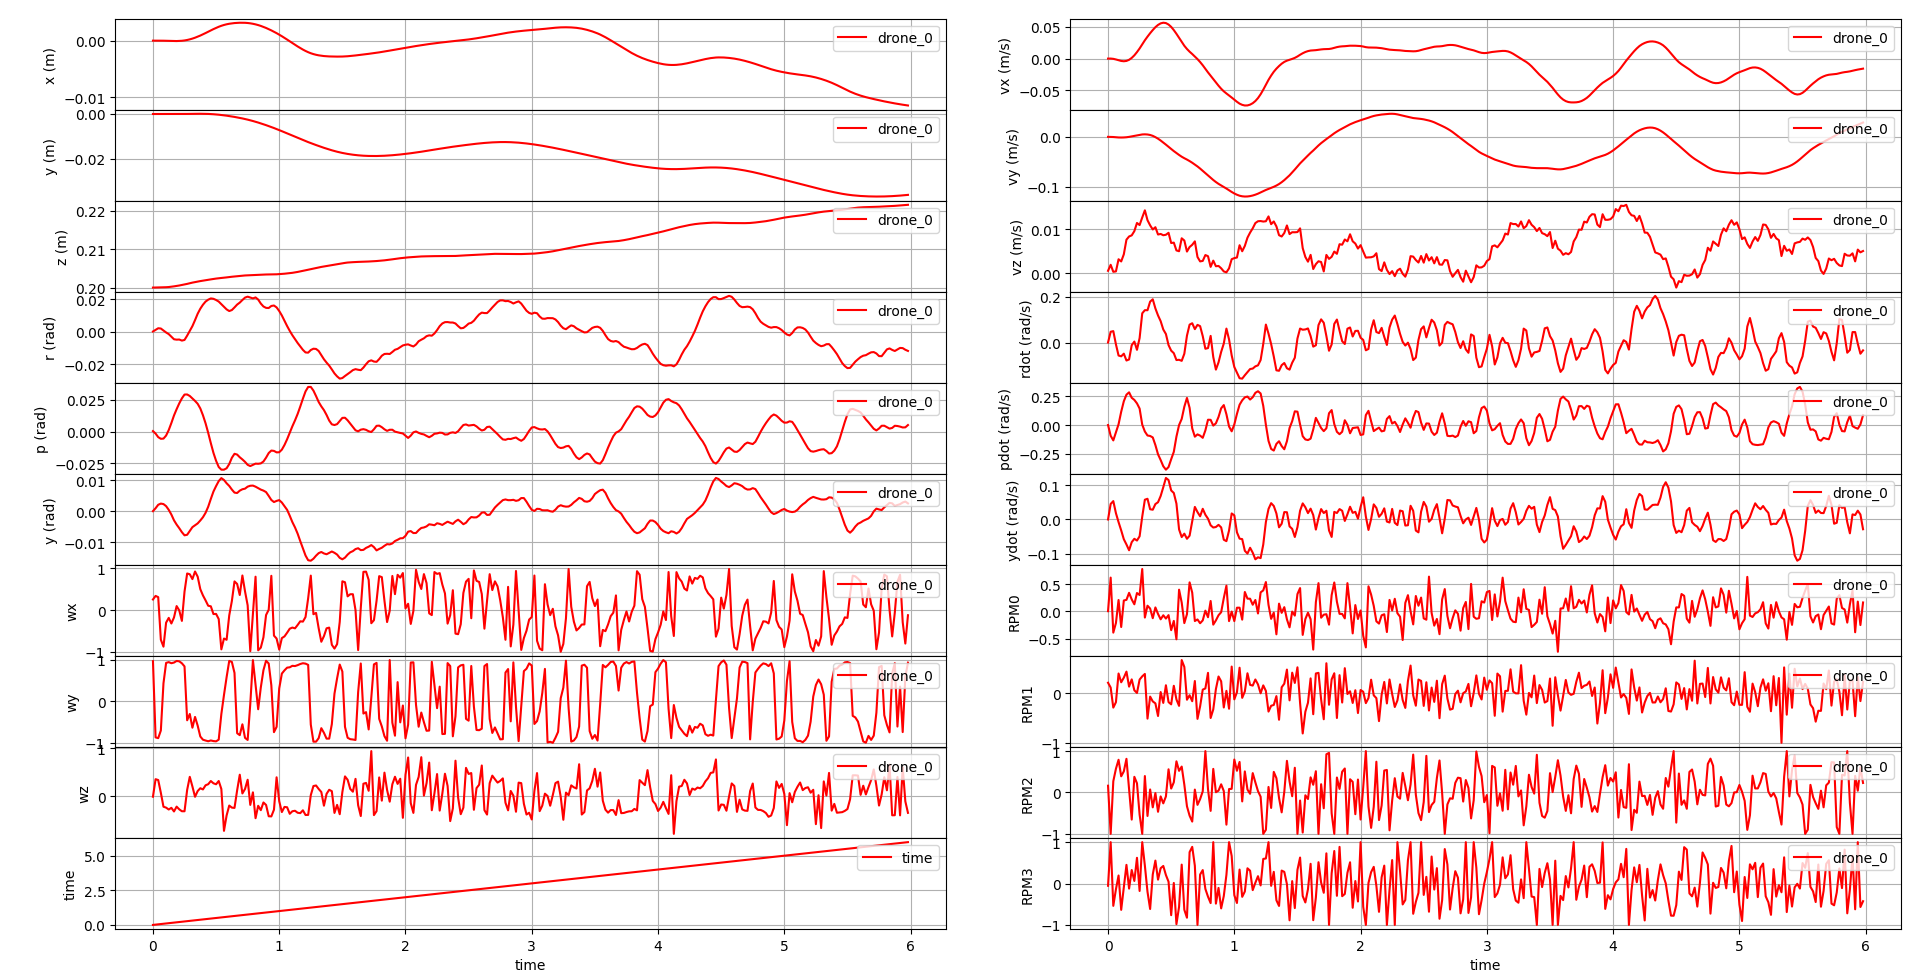 x (m)
0.00
−0.01
drone_0
y (m)
0.00
−0.02
drone_0
z (m)
0.22
0.21
0.20
drone_0
r (rad)
0.02
0.00
−0.02
drone_0
p (rad)
0.025
0.000
−0.025
drone_0
y (rad)
0.01
0.00
−0.01
drone_0
wx
1
0
−1
drone_0
wy
1
0
−1
drone_0
wz
1
0
drone_0
time
5.0
2.5
0.0
time
0 1 2 3 4 5 6
time
vx (m/s)
0.05
0.00
−0.05
drone_0
vy (m/s)
0.0
−0.1
drone_0
vz (m/s)
0.01
0.00
drone_0
rdot (rad/s)
0.2
0.0
drone_0
pdot (rad/s)
0.25
0.00
−0.25
drone_0
ydot (rad/s)
0.1
0.0
−0.1
drone_0
RPM0
0.5
0.0
−0.5
drone_0
RPM1
0
−1
drone_0
RPM2
1
0
−1
drone_0
RPM3
1
0
−1
drone_0
0 1 2 3 4 5 6
time